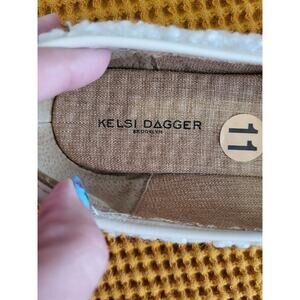 KELSI DAGGER
BROOKLYN
11